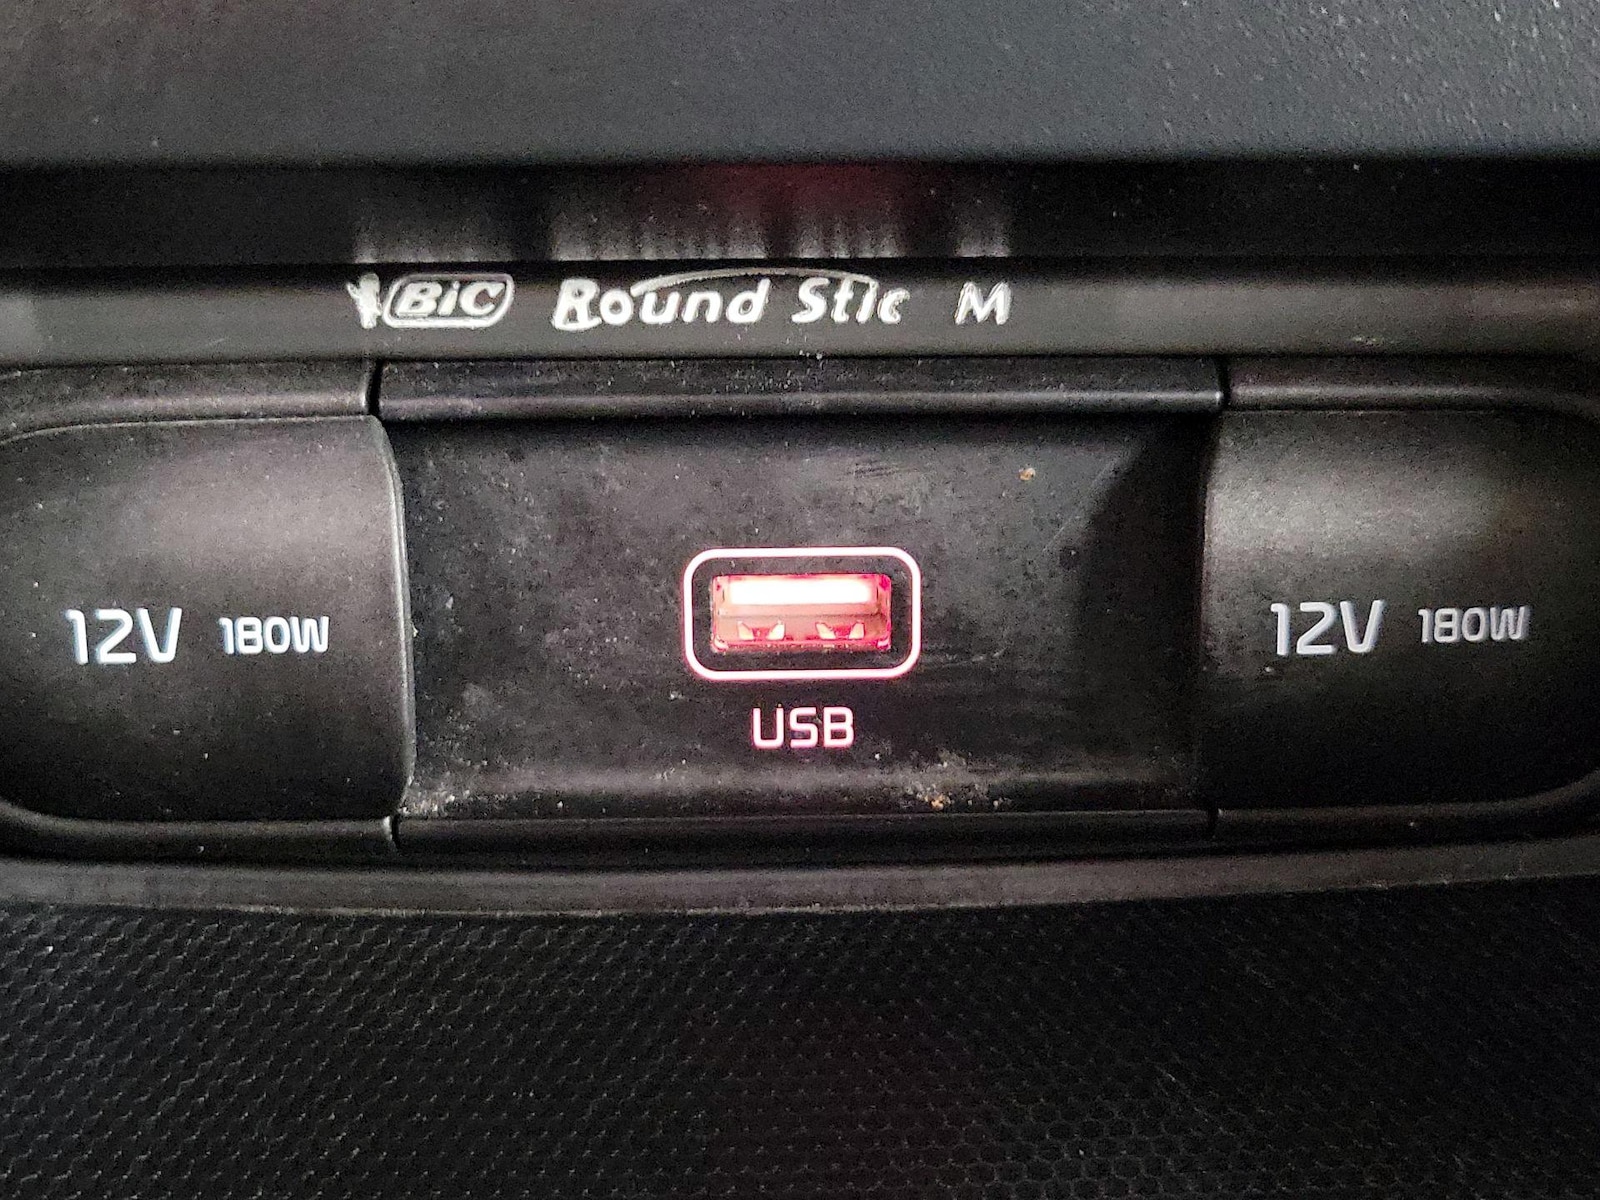 BiC Round Stic M
12V 180W
USB
12V 180W